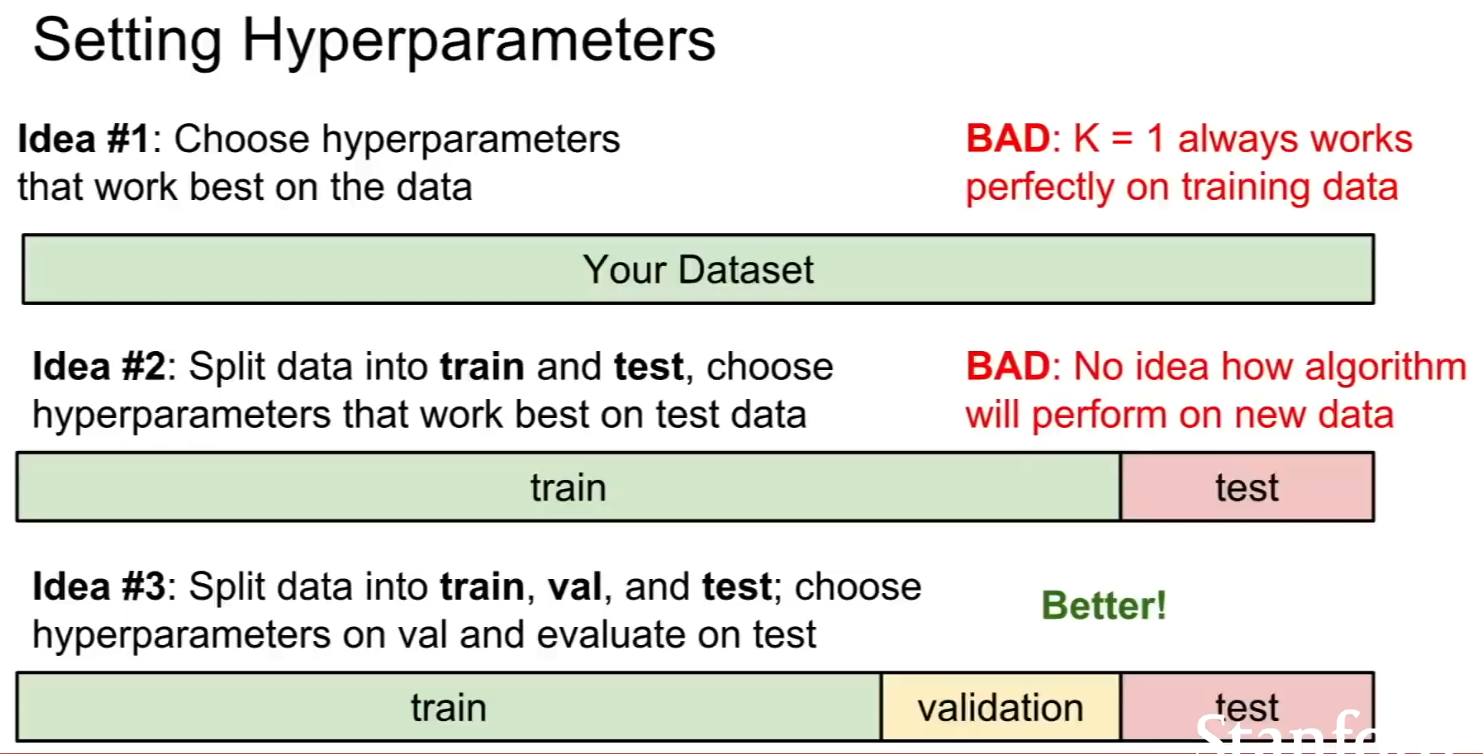 Setting Hyperparameters
Idea #1: Choose hyperparameters
that work best on the data
BAD: K = 1 always works
perfectly on training data
Your Dataset
Idea #2: Split data into train and test, choose
hyperparameters that work best on test data
BAD: No idea how algorithm
will perform on new data
train
test
Idea #3: Split data into train, val, and test; choose
hyperparameters on val and evaluate on test
Better!
train
validation
test